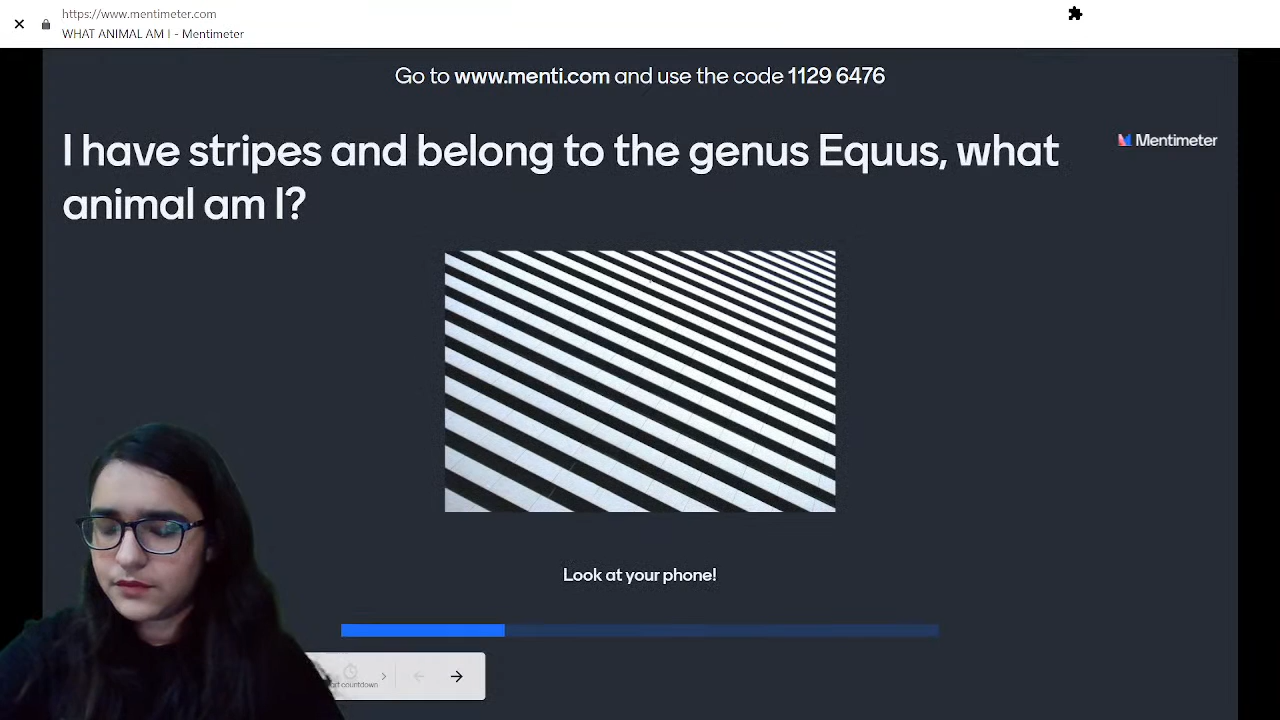 https://www.mentimeter.com
WHAT ANIMAL AM I - Mentimeter
Go to www.menti.com and use the code 1129 6476
I have stripes and belong to the genus Equus, what
animal am I?
Mentimeter
Look at your phone!
countdown